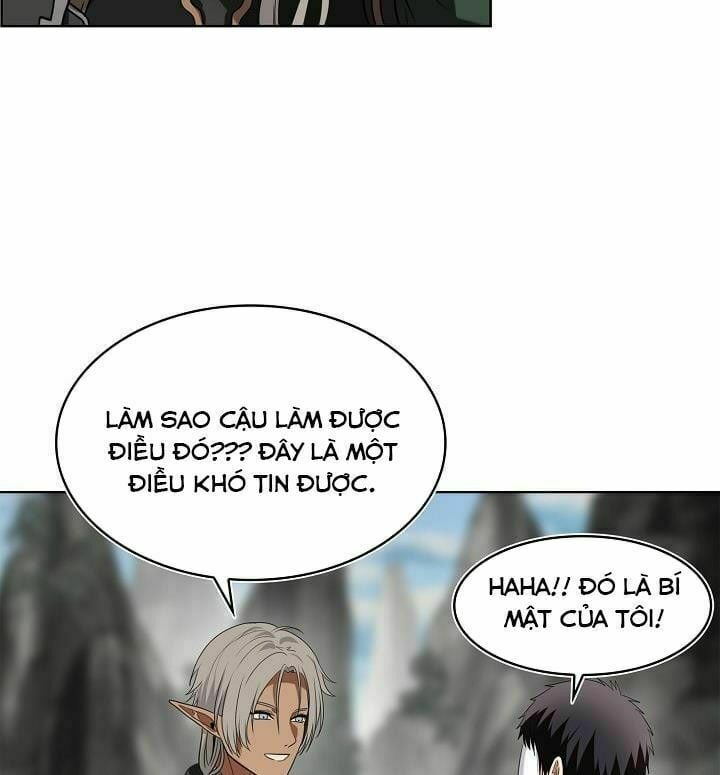 LÀM SAO CẬU LÀM ĐƯỢC
ĐIỀU ĐÓ??? ĐÂY LÀ MỘT
ĐIỀU KHÓ TIN ĐƯỢC.
HAHA!! ĐÓ LÀ BÍ
MẬT CỦA TÔI!